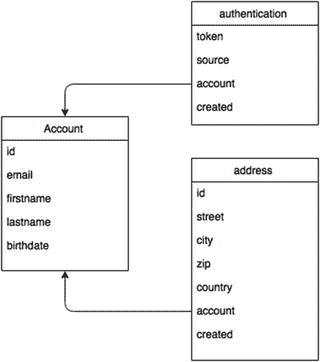 authentication
token
source
account
created
Account
id
email
firstname
lastname
birthdate
address
id
street
city
zip
country
account
created